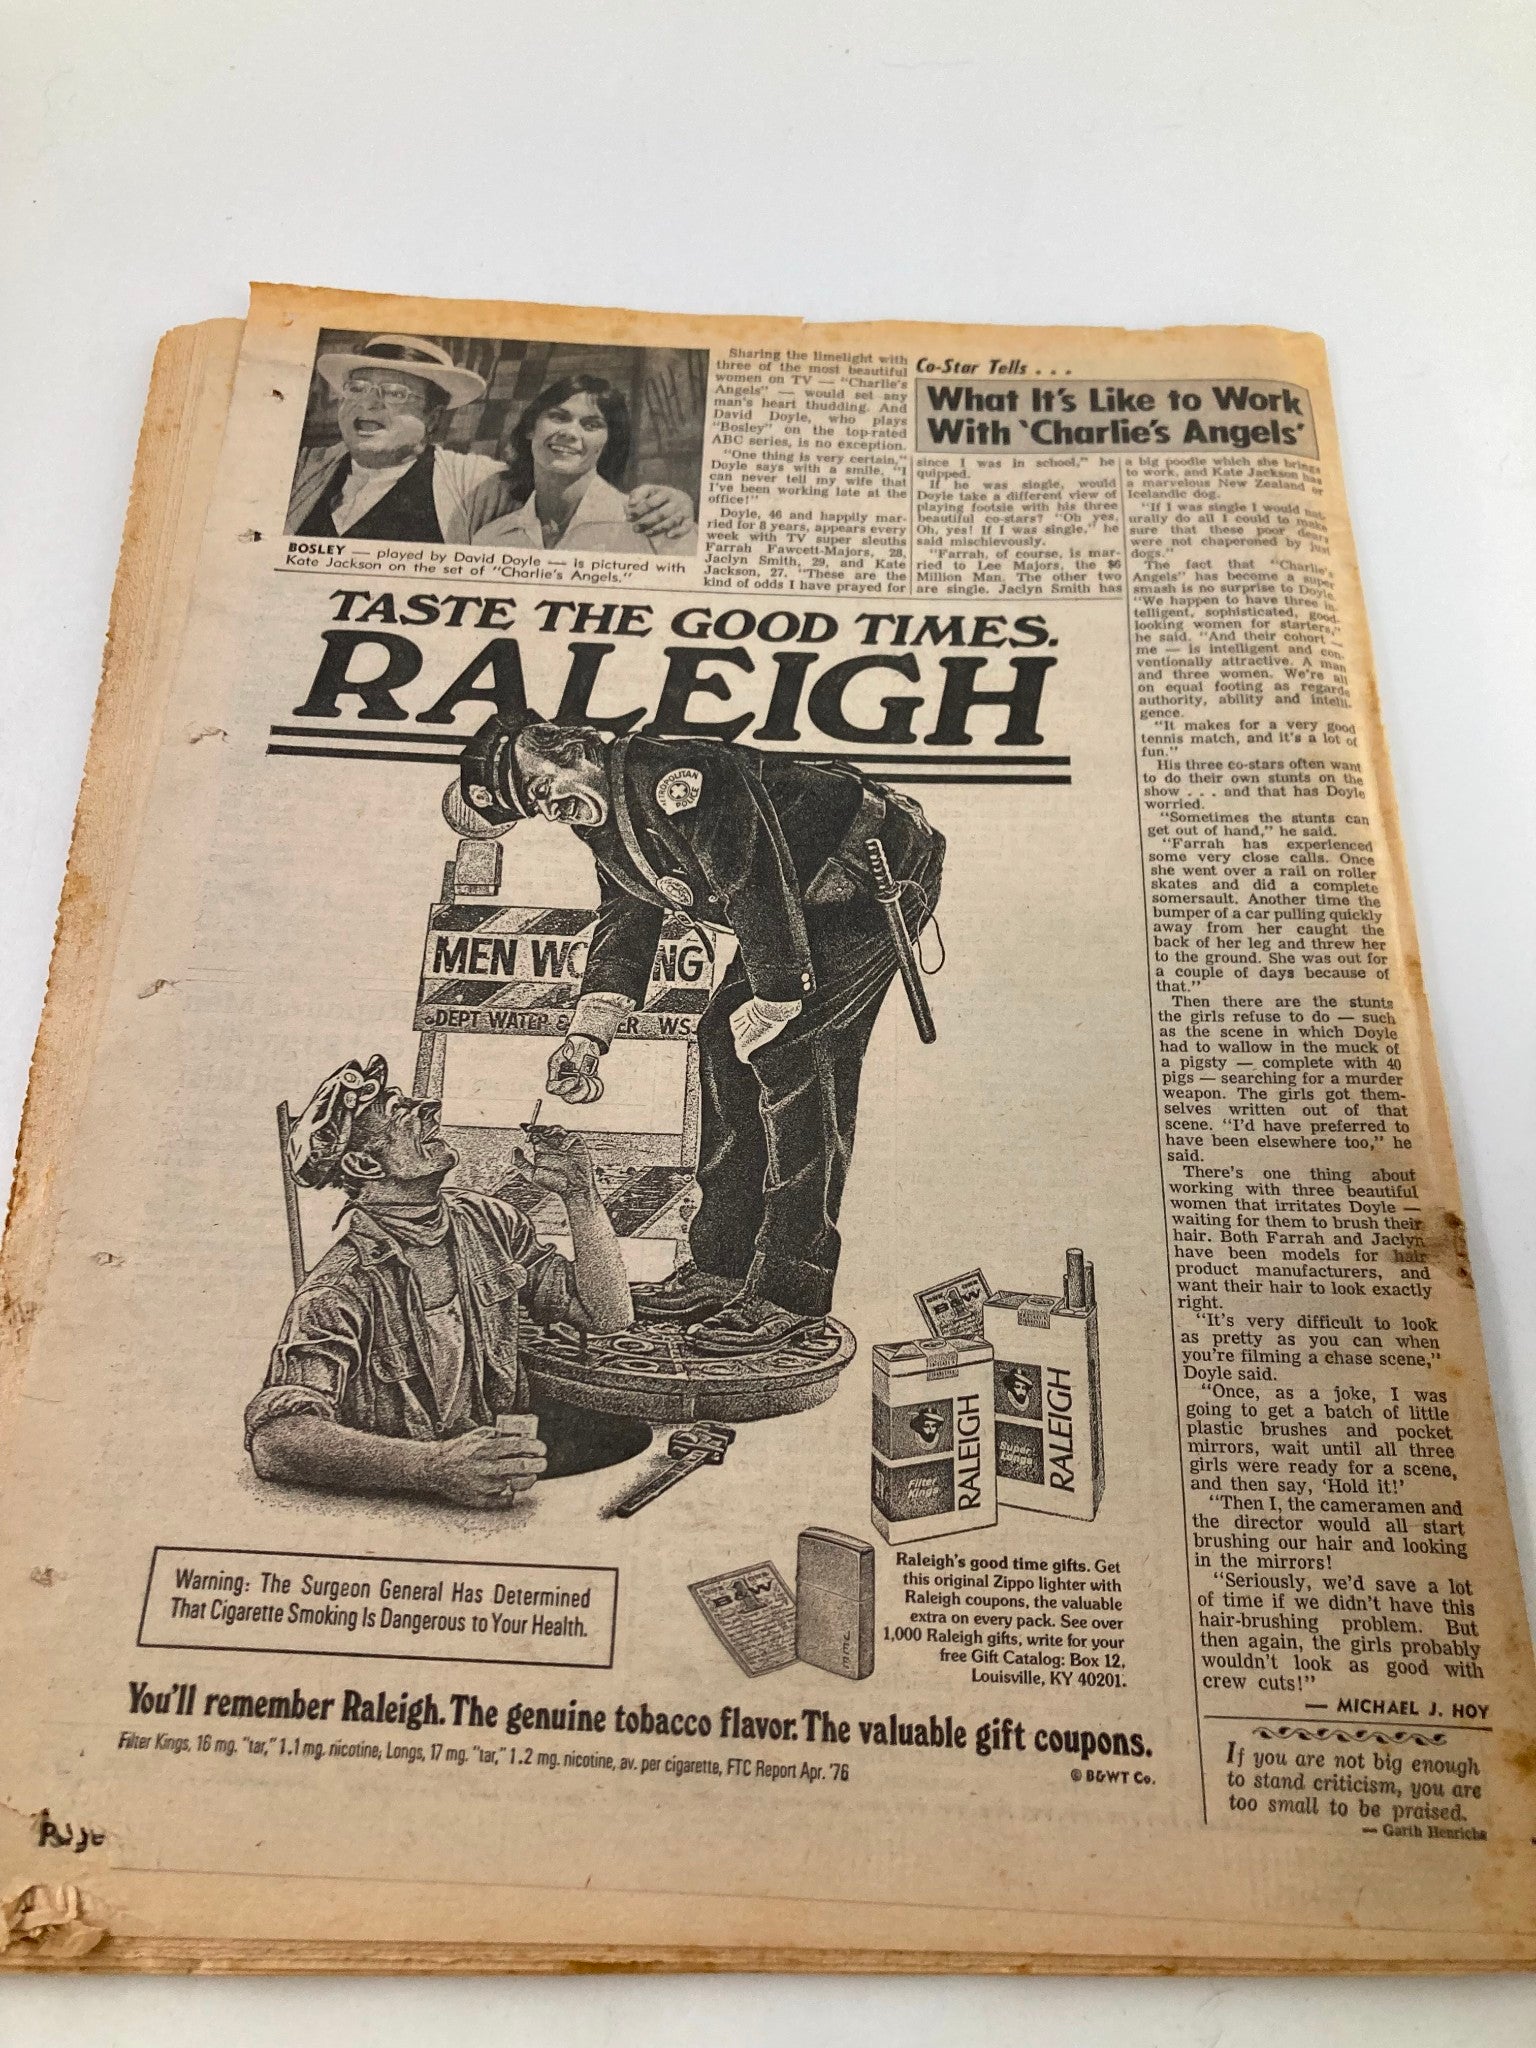 BOSLEY — played by David Doyle — is pictured with
Kate Jackson on the set of "Charlie's Angels."
Sharing the limelight with
three of the most beautiful
women on TV — "Charlie's
Angels" — would set any
man's heart thudding. And
David Doyle, who plays
"Bosley" on the top-rated
ABC series, is no exception.
"One thing is very certain,"
Doyle says with a smile. "I
can never tell my wife that
I've been working late at the
office!"
Doyle, 46 and happily mar-
ried for 8 years, appears every
week with TV super sleuths
Farrah Fawcett-Majors, 28,
Jaclyn Smith, 29, and Kate
Jackson, 27. "These are the
kind of odds I have prayed for
Co-Star Tells . . .
What It's Like to Work
With 'Charlie's Angels'
since I was in school," he
quipped.
If he was single, would
Doyle take a different view of
playing footsie with his three
beautiful co-stars? "Oh yes.
Oh, yes! If I was single," he
said mischievously.
"Farrah, of course, is mar-
ried to Lee Majors, the $6
Million Man. The other two
are single. Jaclyn Smith has
a big poodle which she brings
to work, and Kate Jackson has
a marvelous New Zealand or
Icelandic dog.
"If I was single I would nat-
urally do all I could to make
sure that these poor dears
were not chaperoned by just
dogs."
The fact that "Charlie's
Angels" has become a super
smash is no surprise to Doyle.
"We happen to have three in-
telligent, sophisticated, good-
looking women for starters,"
he said. "And their cohort —
me — is intelligent and con-
ventionally attractive. A man
and three women. We're all
on equal footing as regards
authority, ability and intelli-
gence.
"It makes for a very good
tennis match, and it's a lot of
fun."
His three co-stars often want
to do their own stunts on the
show . . . and that has Doyle
worried.
"Sometimes the stunts can
get out of hand," he said.
"Farrah has experienced
some very close calls. Once
she went over a rail on roller
skates and did a complete
somersault. Another time the
bumper of a car pulling quickly
away from her caught the
back of her leg and threw her
to the ground. She was out for
a couple of days because of
that."
Then there are the stunts
the girls refuse to do — such
as the scene in which Doyle
had to wallow in the muck of
a pigsty — complete with 40
pigs — searching for a murder
weapon. The girls got them-
selves written out of that
scene. "I'd have preferred to
have been elsewhere too," he
said.
There's one thing about
working with three beautiful
women that irritates Doyle —
waiting for them to brush their
hair. Both Farrah and Jaclyn
have been models for hair
product manufacturers, and
want their hair to look exactly
right.
"It's very difficult to look
as pretty as you can when
you're filming a chase scene,"
Doyle said.
"Once, as a joke, I was
going to get a batch of little
plastic brushes and pocket
mirrors, wait until all three
girls were ready for a scene,
and then say, 'Hold it!'
"Then I, the cameramen and
the director would all start
brushing our hair and looking
in the mirrors!
"Seriously, we'd save a lot
of time if we didn't have this
hair-brushing problem. But
then again, the girls probably
wouldn't look as good with
crew cuts!"
— MICHAEL J. HOY
If you are not big enough
to stand criticism, you are
too small to be praised.
— Garth Henrichs
TASTE THE GOOD TIMES.
RALEIGH
METROPOLITAN
POLICE
MEN WO NG
DEPT WATER & ER WS
B&W
1
RALEIGH
Filter
Kings
RALEIGH
Super
Longs
1
B&W
Raleigh's good time gifts. Get
this original Zippo lighter with
Raleigh coupons, the valuable
extra on every pack. See over
1,000 Raleigh gifts, write for your
free Gift Catalog: Box 12,
Louisville, KY 40201.
Warning: The Surgeon General Has Determined
That Cigarette Smoking Is Dangerous to Your Health.
You'll remember Raleigh. The genuine tobacco flavor. The valuable gift coupons.
Filter Kings, 16 mg. "tar," 1.1 mg. nicotine; Longs, 17 mg. "tar," 1.2 mg. nicotine, av. per cigarette, FTC Report Apr. '76
© B&WT Co.